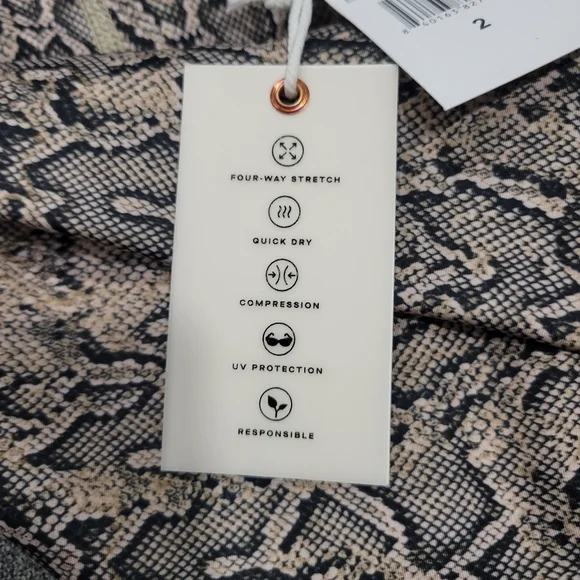 2
FOUR-WAY STRETCH
QUICK DRY
COMPRESSION
UV PROTECTION
RESPONSIBLE